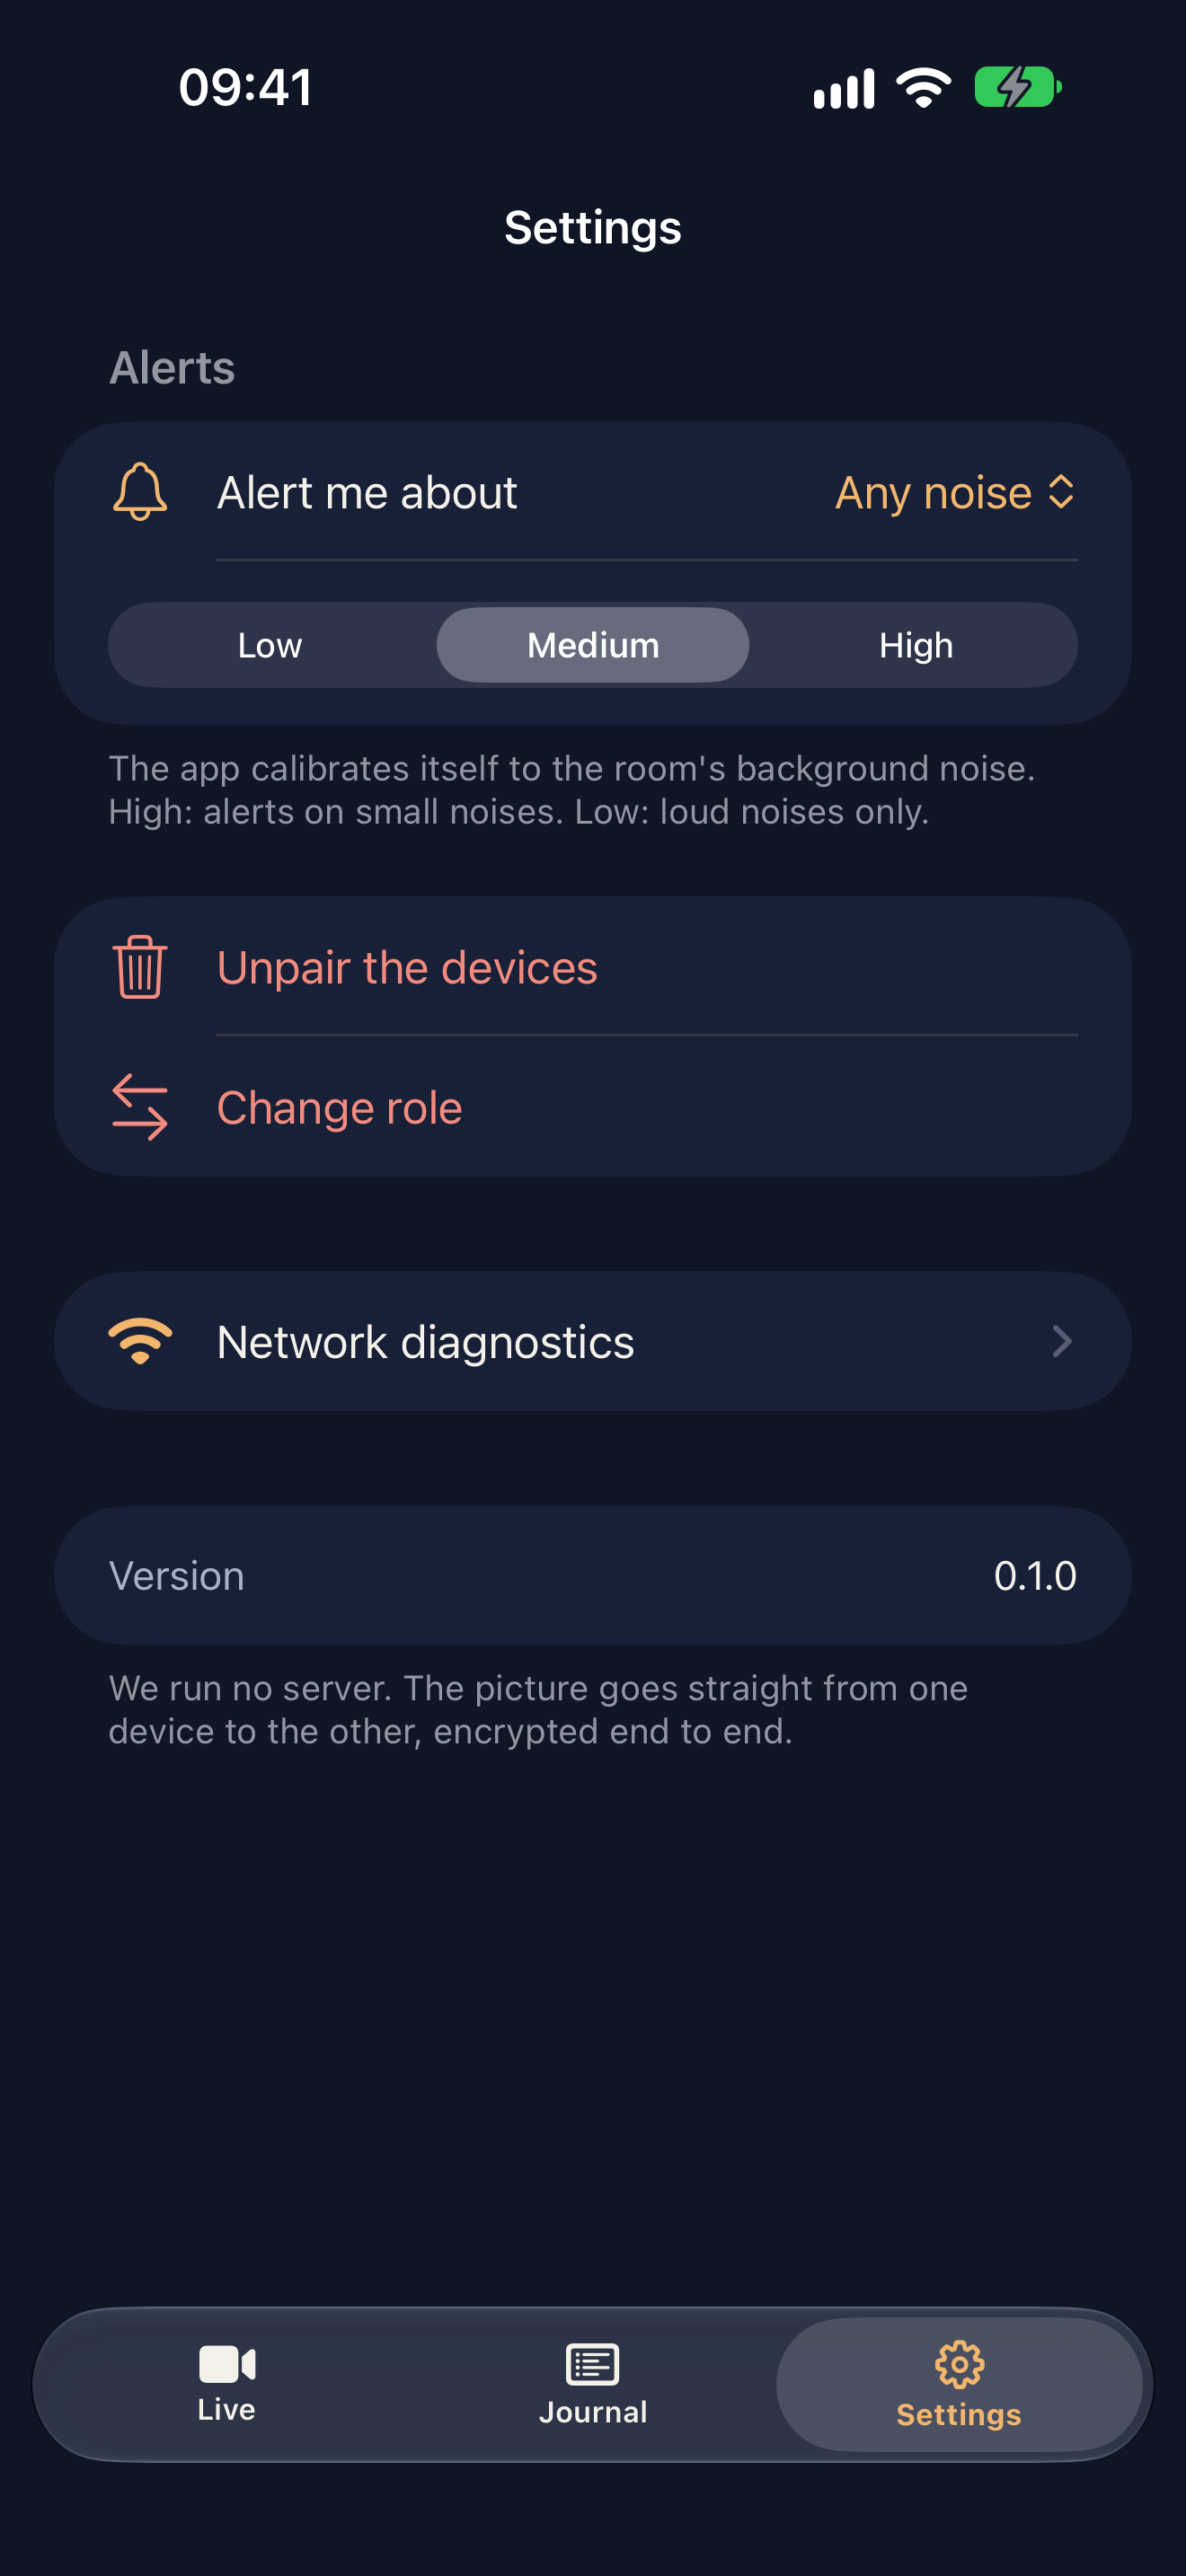 09:41
Settings
Alerts
Alert me about
Any noise
Low
Medium
High
The app calibrates itself to the room's background noise.
High: alerts on small noises. Low: loud noises only.
Unpair the devices
Change role
Network diagnostics
Version
0.1.0
We run no server. The picture goes straight from one
device to the other, encrypted end to end.
Live
Journal
Settings